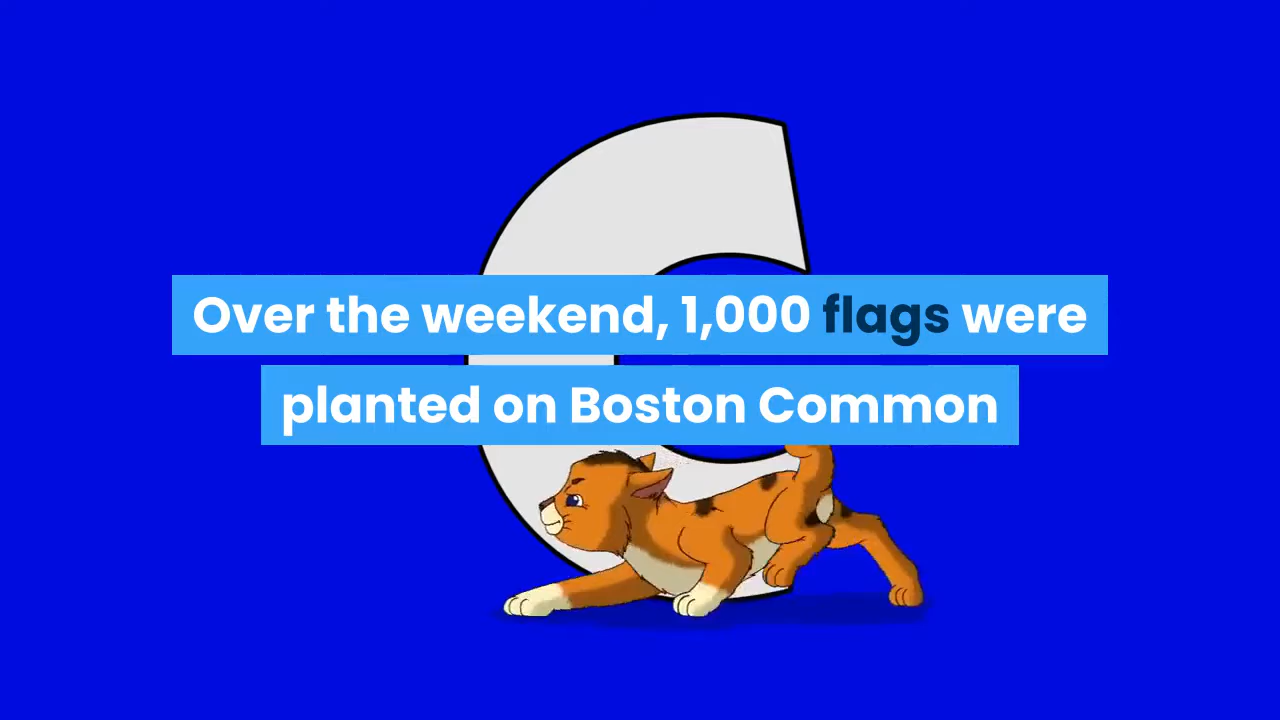 C
Over the weekend, 1,000 flags were
planted on Boston Common